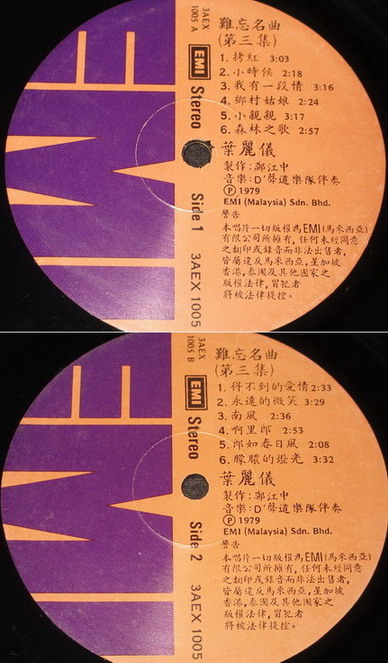 3AEX
1005 A
EMI
Stereo
Side 1
3AEX 1005
難忘名曲
(第三集)
1. 拷紅 3:03
2. 小時候 2:18
3. 我有一段情 3:16
4. 鄉村姑娘 2:24
5. 小親親 3:17
6. 森林之歌 2:57
葉麗儀
製作:鄺江中
音樂:D'聲道樂隊伴奏
Ⓟ 1979
EMI (Malaysia) Sdn. Bhd.
警告
本唱片一切版權為EMI(馬來西亞)
有限公司所擁有,任何未經同意
之翻印或錄音而非法出售者,
皆屬違反馬來西亞,星加坡
香港,泰國及其他國家之
版權法律,冒犯者
將被法律控控。
3AEX
1005 B
EMI
Stereo
Side 2
3AEX 1005
難忘名曲
(第三集)
1. 得不到的愛情 2:33
2. 永遠的微笑 3:29
3. 南風 2:36
4. 啊里郎 2:53
5. 郎如春日風 2:08
6. 朦朧的燈光 3:32
葉麗儀
製作:鄺江中
音樂:D'聲道樂隊伴奏
Ⓟ 1979
EMI (Malaysia) Sdn. Bhd.
警告
本唱片一切版權為EMI(馬來西亞)
有限公司所擁有,任何未經同意
之翻印或錄音而非法出售者,
皆屬違反馬來西亞,星加坡
香港,泰國及其他國家之
版權法律,冒犯者
將被法律控控。